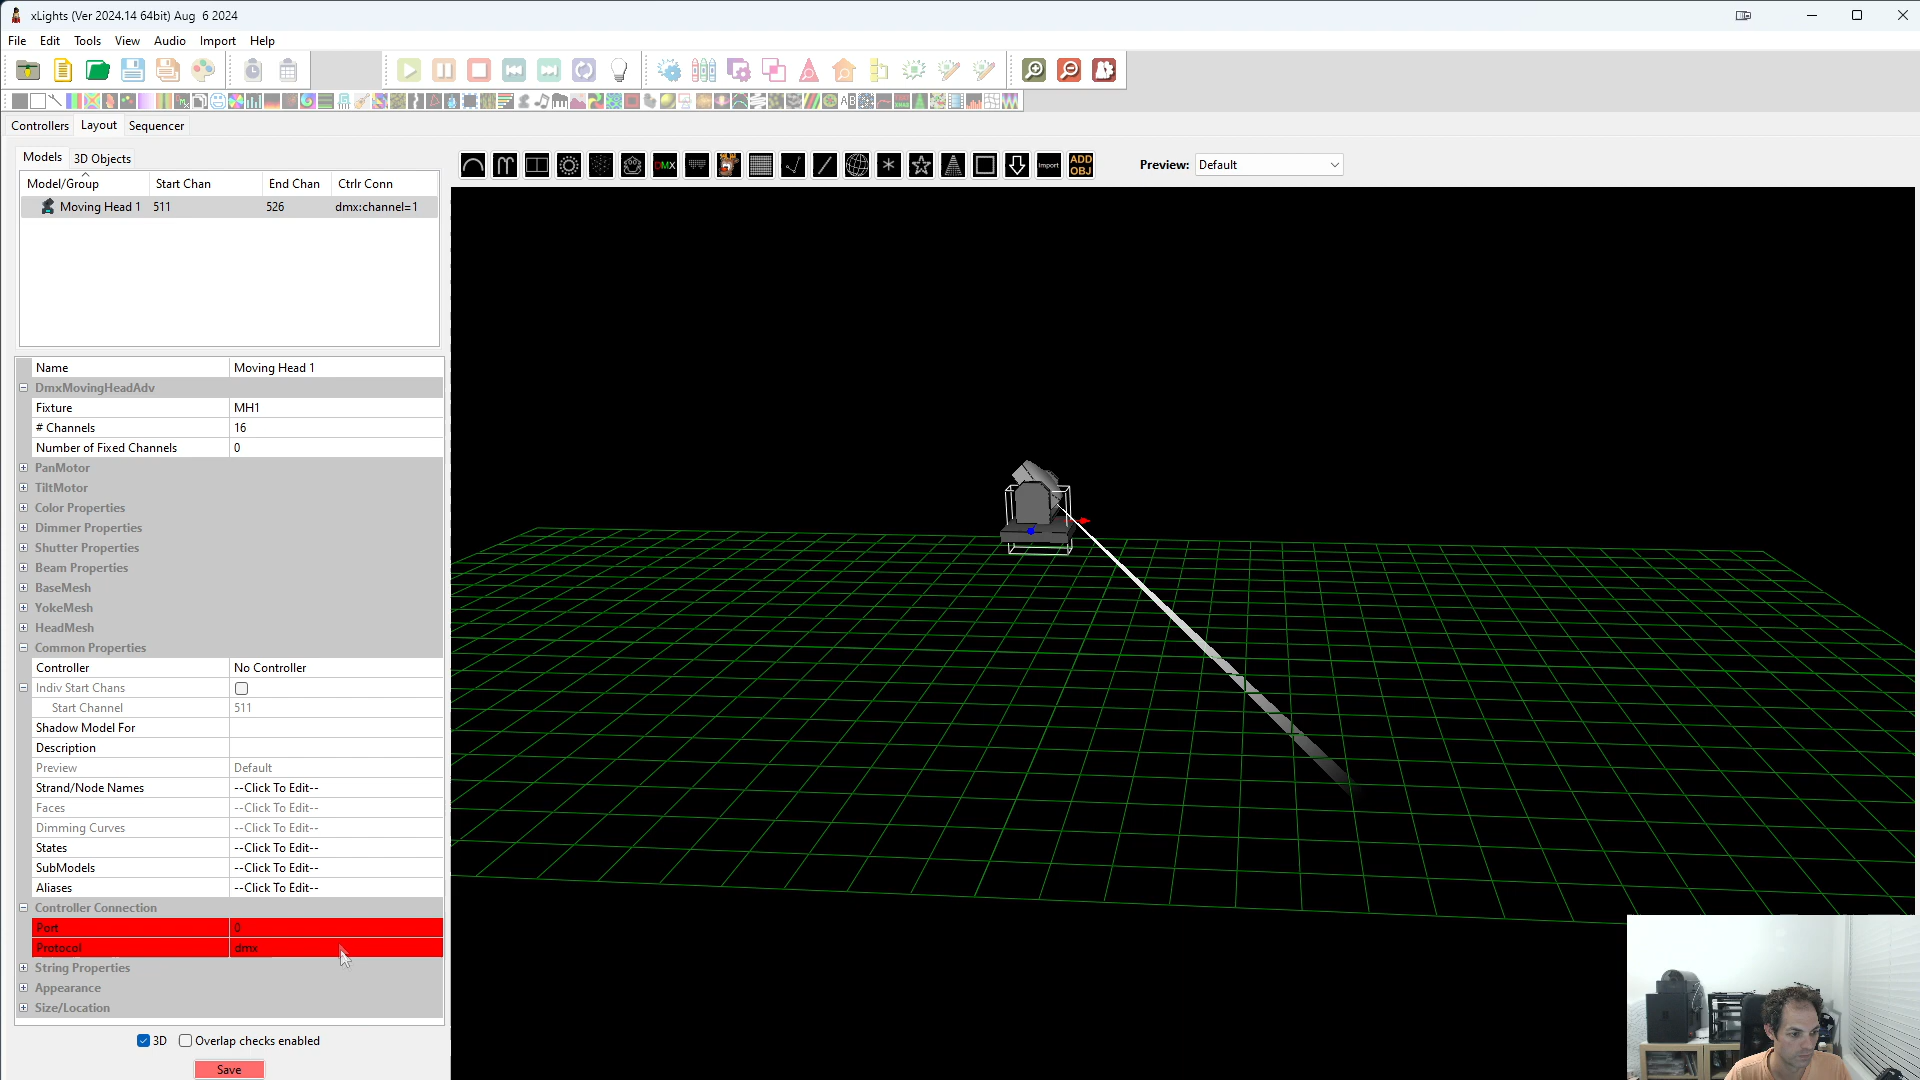 xLights (Ver 2024.14 64bit) Aug 6 2024
File Edit Tools View Audio Import Help
Controllers Layout Sequencer
Models 3D Objects
DMX
Import
ADD OBJ
Preview: Default
Model/Group Start Chan End Chan Ctrlr Conn
Moving Head 1 511 526 dmx:channel=1
Name Moving Head 1
DmxMovingHeadAdv
Fixture MH1
# Channels 16
Number of Fixed Channels 0
PanMotor
TiltMotor
Color Properties
Dimmer Properties
Shutter Properties
Beam Properties
BaseMesh
YokeMesh
HeadMesh
Common Properties
Controller No Controller
Indiv Start Chans
Start Channel 511
Shadow Model For
Description
Preview Default
Strand/Node Names --Click To Edit--
Faces --Click To Edit--
Dimming Curves --Click To Edit--
States --Click To Edit--
SubModels --Click To Edit--
Aliases --Click To Edit--
Controller Connection
Port 0
Protocol dmx
String Properties
Appearance
Size/Location
3D Overlap checks enabled
Save